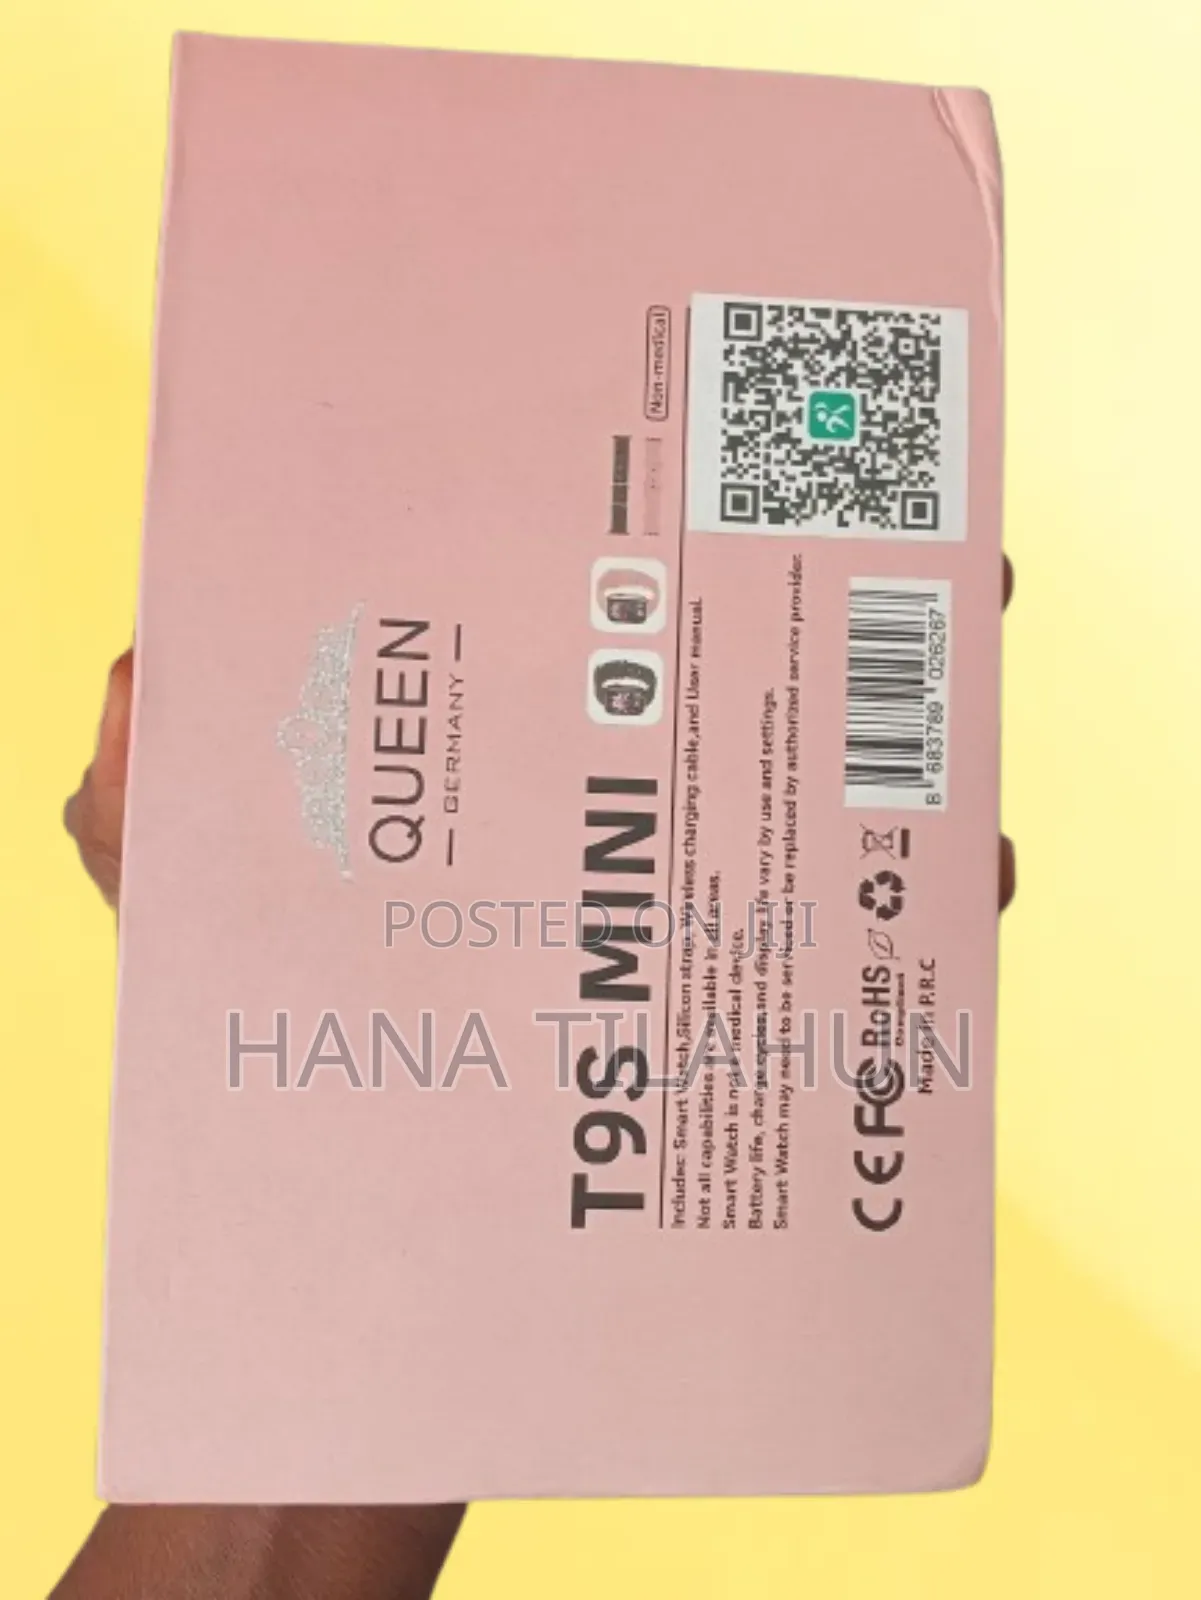 QUEEN
— GERMANY —
T9S MINI
Non-medical
Includes: Smart Watch,Silicon strap, Wireless charging cable,and User manual.
Not all capabilities are available in all areas.
Smart Watch is not a medical device.
Battery life, charge cycles,and display life vary by use and settings.
Smart Watch may need to be serviced or be replaced by authorized service provider.
CE FC RoHS
Compliant
Made in P.R.C
8 683789 026267
POSTED ON JIJI
HANA TILAHUN